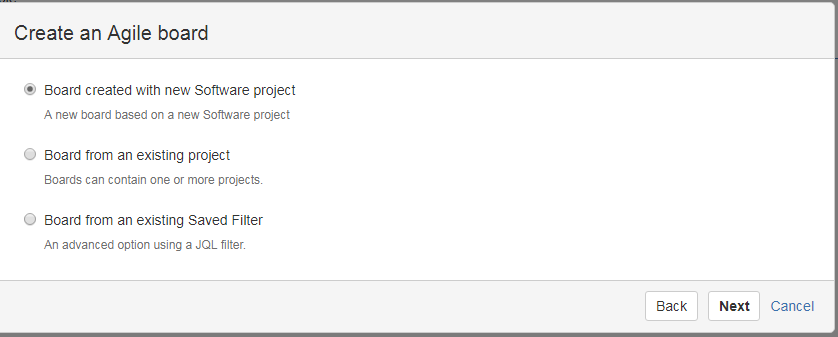 Create an Agile board
Board created with new Software project
A new board based on a new Software project
Board from an existing project
Boards can contain one or more projects.
Board from an existing Saved Filter
An advanced option using a JQL filter.
Back Next Cancel